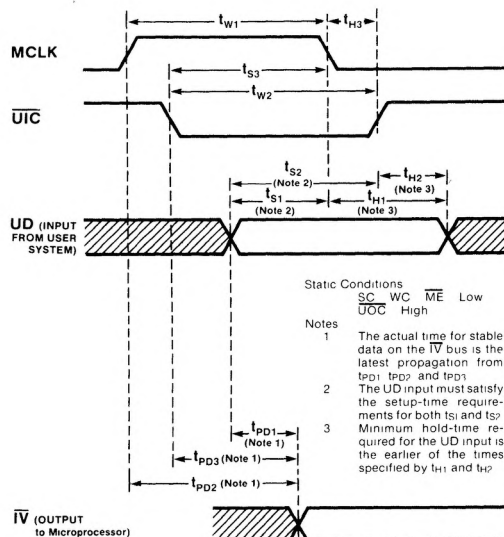 tW1
tH3
MCLK
tS3
tW2
UIC
tS2
(Note 2)
tH2
(Note 3)
tS1
(Note 2)
tH1
(Note 3)
UD (INPUT
FROM USER
SYSTEM)
Static Conditions
SC WC ME Low
UOC High
Notes
1 The actual time for stable
data on the IV bus is the
latest propagation from
tPD1 tPD2 and tPD3
2 The UD input must satisfy
the setup-time require-
ments for both tS1 and tS2
3 Minimum hold-time re-
quired for the UD input is
the earlier of the times
specified by tH1 and tH2
tPD1
(Note 1)
tPD3 (Note 1)
tPD2 (Note 1)
IV (OUTPUT
to Microprocessor)